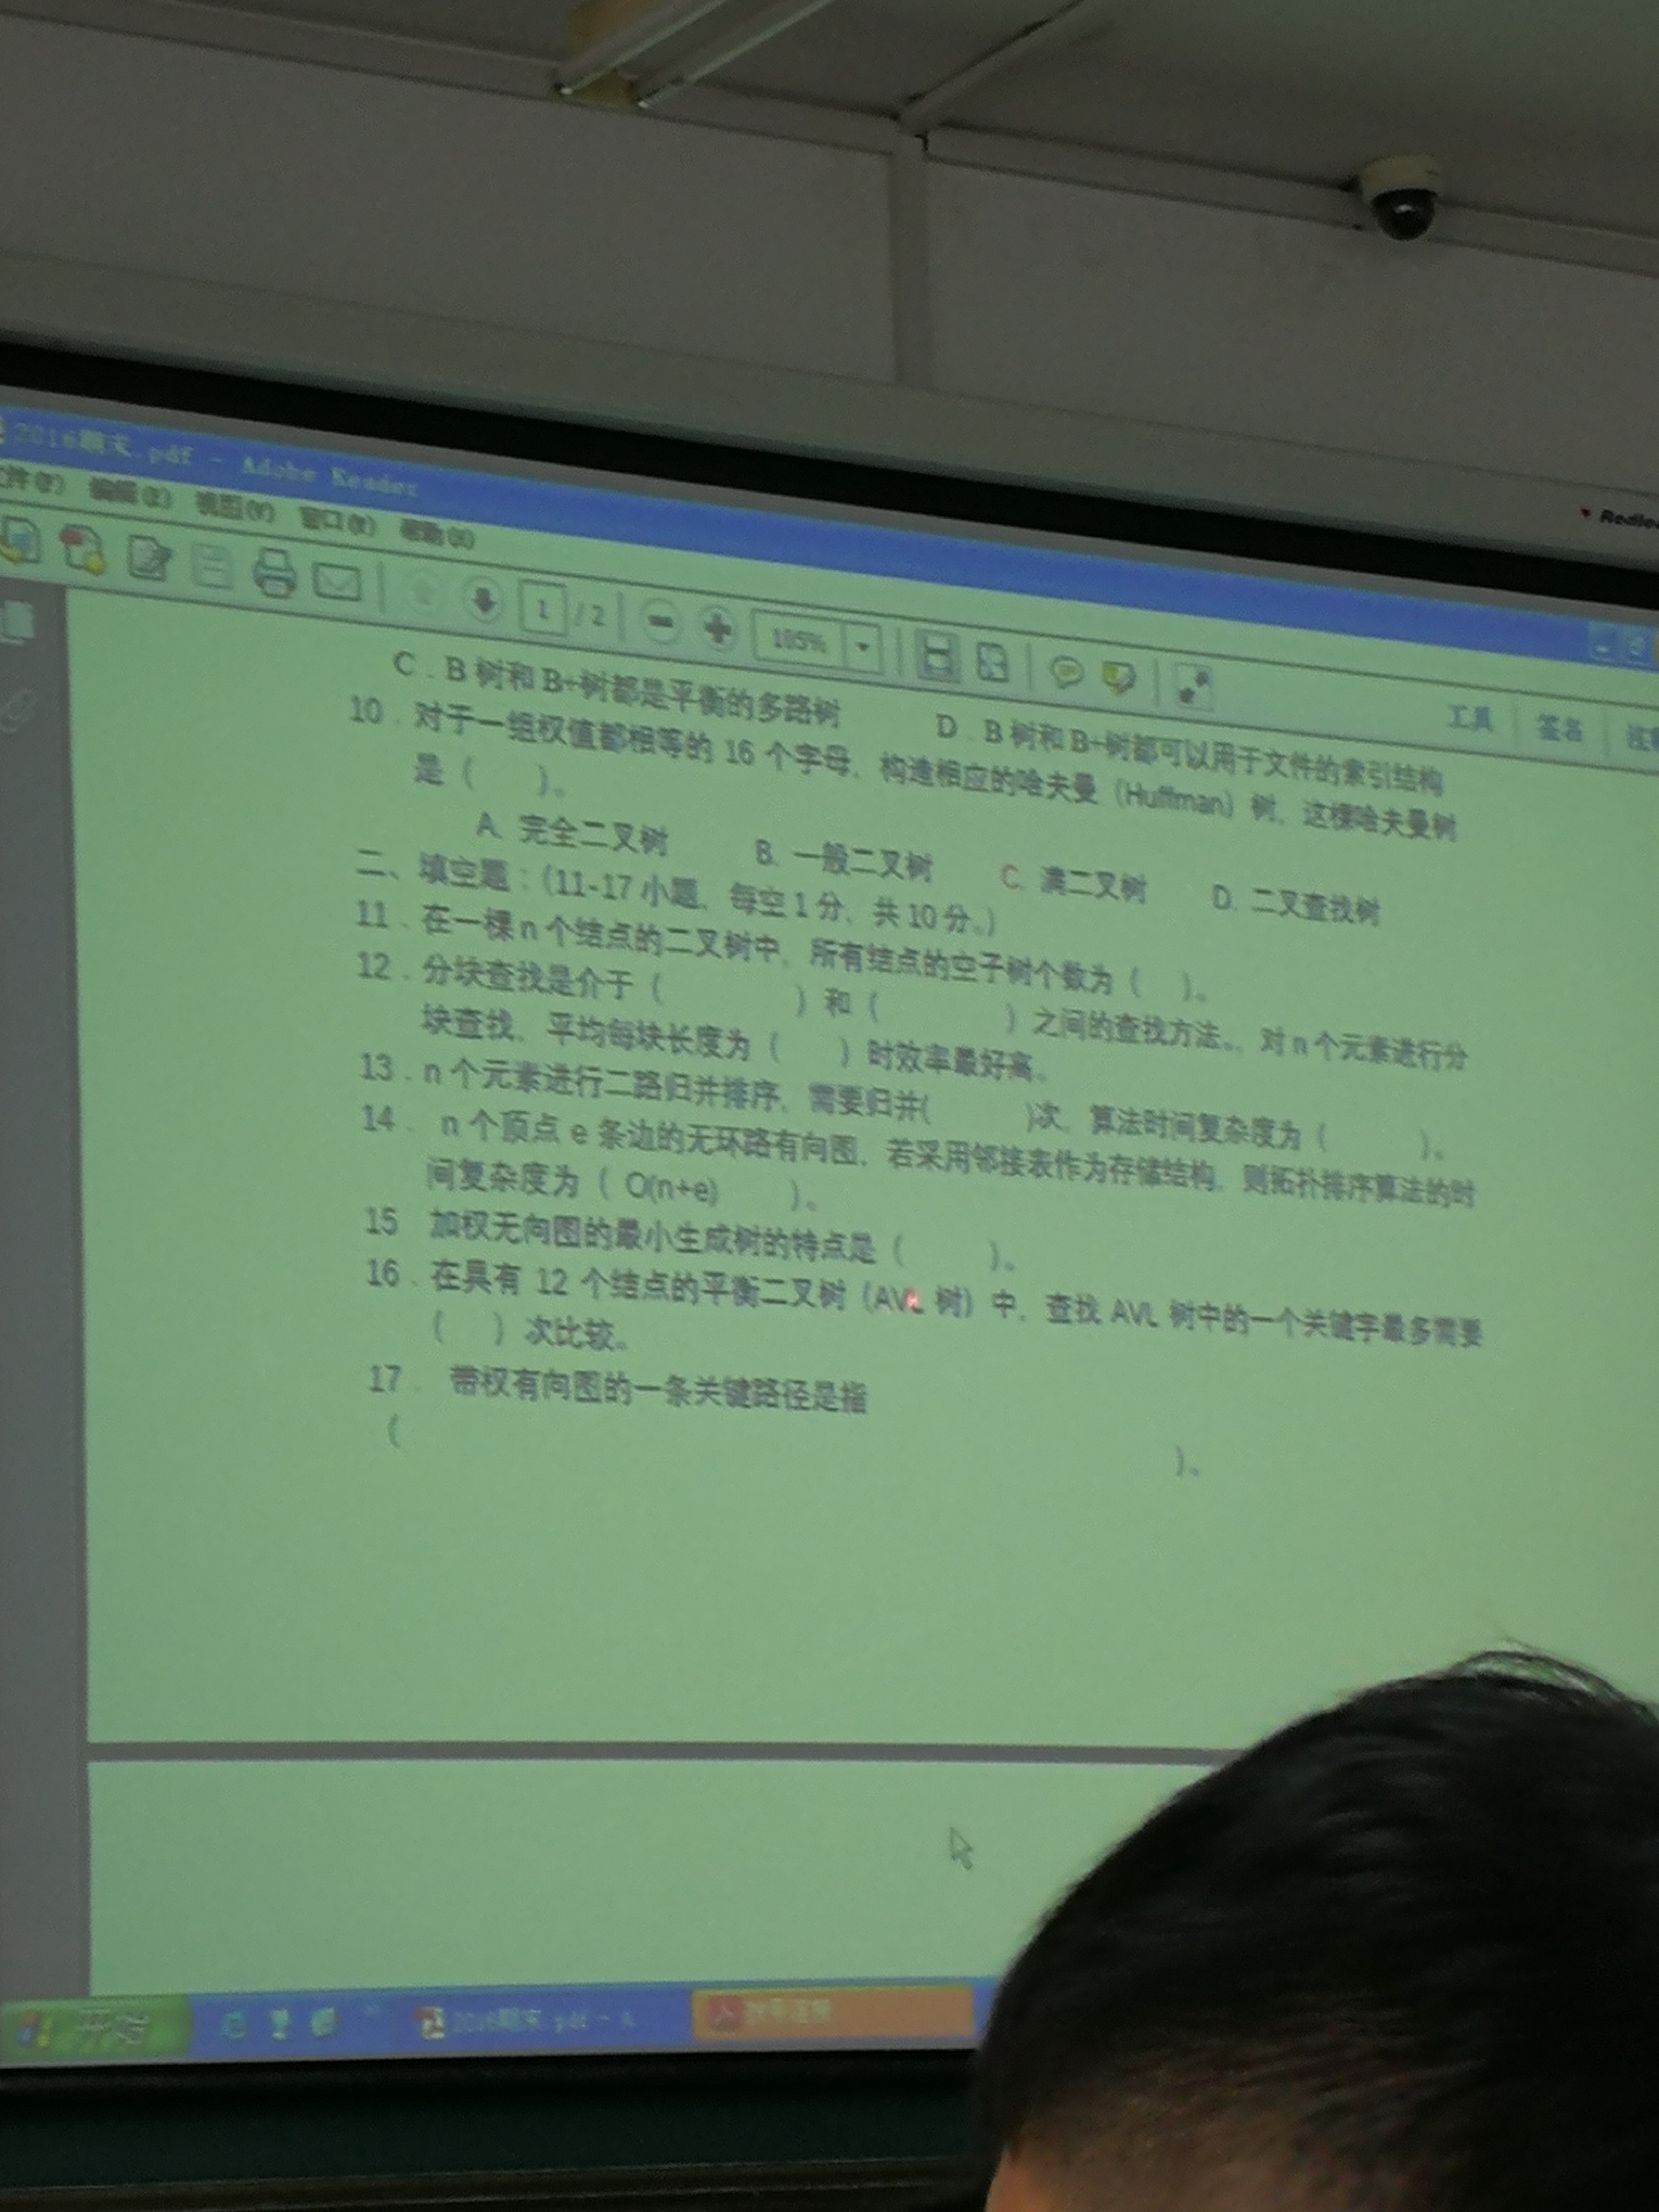 2016期末.pdf - Adobe Reader
文件(F) 编辑(E) 视图(V) 窗口(W) 帮助(H)
1 / 2 105%
工具 签名
C．B 树和 B+树都是平衡的多路树 D．B 树和 B+树都可以用于文件的索引结构
10．对于一组权值都相等的 16 个字母，构造相应的哈夫曼（Huffman）树，这棵哈夫曼树
是（ ）。
A. 完全二叉树 B. 一般二叉树 C. 满二叉树 D. 二叉查找树
二、填空题：(11-17 小题，每空 1 分，共 10 分。)
11．在一棵 n 个结点的二叉树中，所有结点的空子树个数为（ ）。
12．分块查找是介于（ ）和（ ）之间的查找方法。，对 n 个元素进行分
块查找，平均每块长度为（ ）时效率最好高。
13．n 个元素进行二路归并排序，需要归并( )次，算法时间复杂度为（ ）。
14． n 个顶点 e 条边的无环路有向图，若采用邻接表作为存储结构，则拓扑排序算法的时
间复杂度为（ O(n+e) ）。
15 加权无向图的最小生成树的特点是（ ）。
16．在具有 12 个结点的平衡二叉树（AVL 树）中，查找 AVL 树中的一个关键字最多需要
（ ）次比较。
17． 带权有向图的一条关键路径是指
（ ）。
开始 2016期末.pdf - A